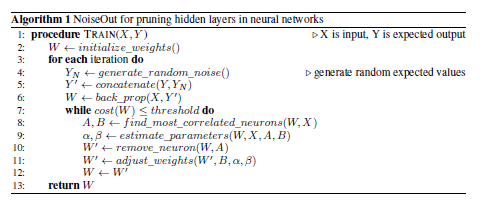 Algorithm 1 NoiseOut for pruning hidden layers in neural networks
1: procedure TRAIN(X, Y) ▷ X is input, Y is expected output
2: W ← initialize_weights()
3: for each iteration do
4: Y_N ← generate_random_noise() ▷ generate random expected values
5: Y′ ← concatenate(Y, Y_N)
6: W ← back_prop(X, Y′)
7: while cost(W) ≤ threshold do
8: A, B ← find_most_correlated_neurons(W, X)
9: α, β ← estimate_parameters(W, X, A, B)
10: W′ ← remove_neuron(W, A)
11: W′ ← adjust_weights(W′, B, α, β)
12: W ← W′
13: return W